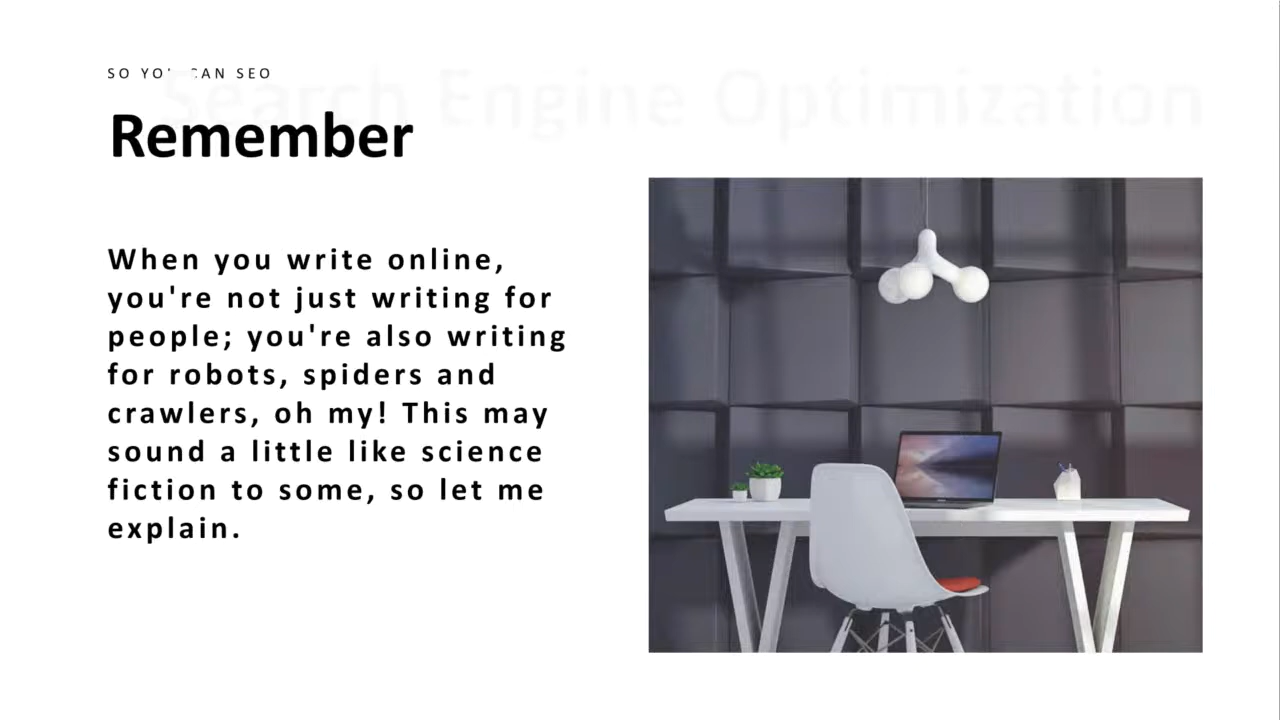 SO YOU CAN SEO
Search Engine Optimization
Remember
When you write online,
you're not just writing for
people; you're also writing
for robots, spiders and
crawlers, oh my! This may
sound a little like science
fiction to some, so let me
explain.